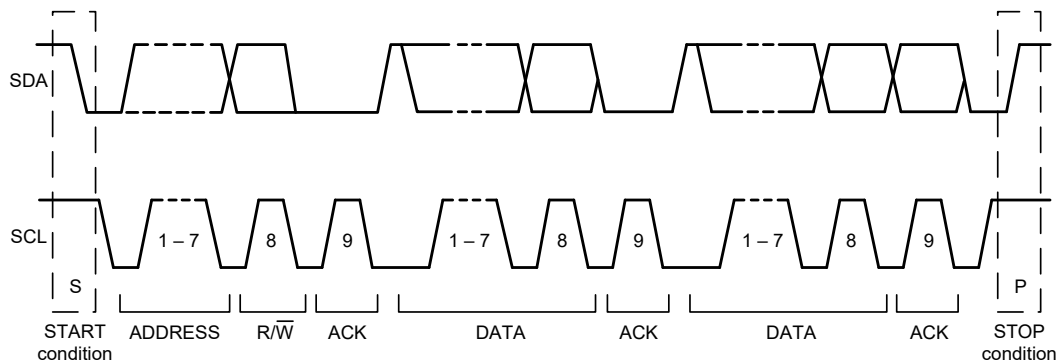 SDA
SCL
1 – 7
8
9
1 – 7
8
9
1 – 7
8
9
S
P
START
condition
ADDRESS
R/W̅
ACK
DATA
ACK
DATA
ACK
STOP
condition